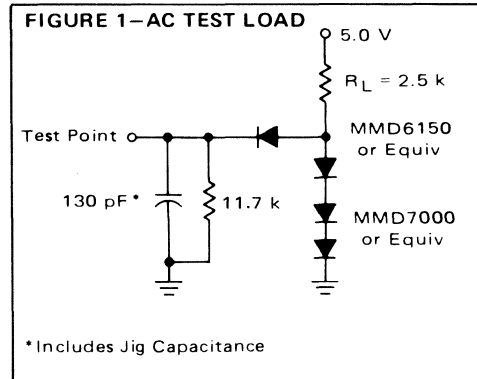 FIGURE 1—AC TEST LOAD
5.0 V
RL = 2.5 k
Test Point
MMD6150
or Equiv
130 pF*
11.7 k
MMD7000
or Equiv
*Includes Jig Capacitance